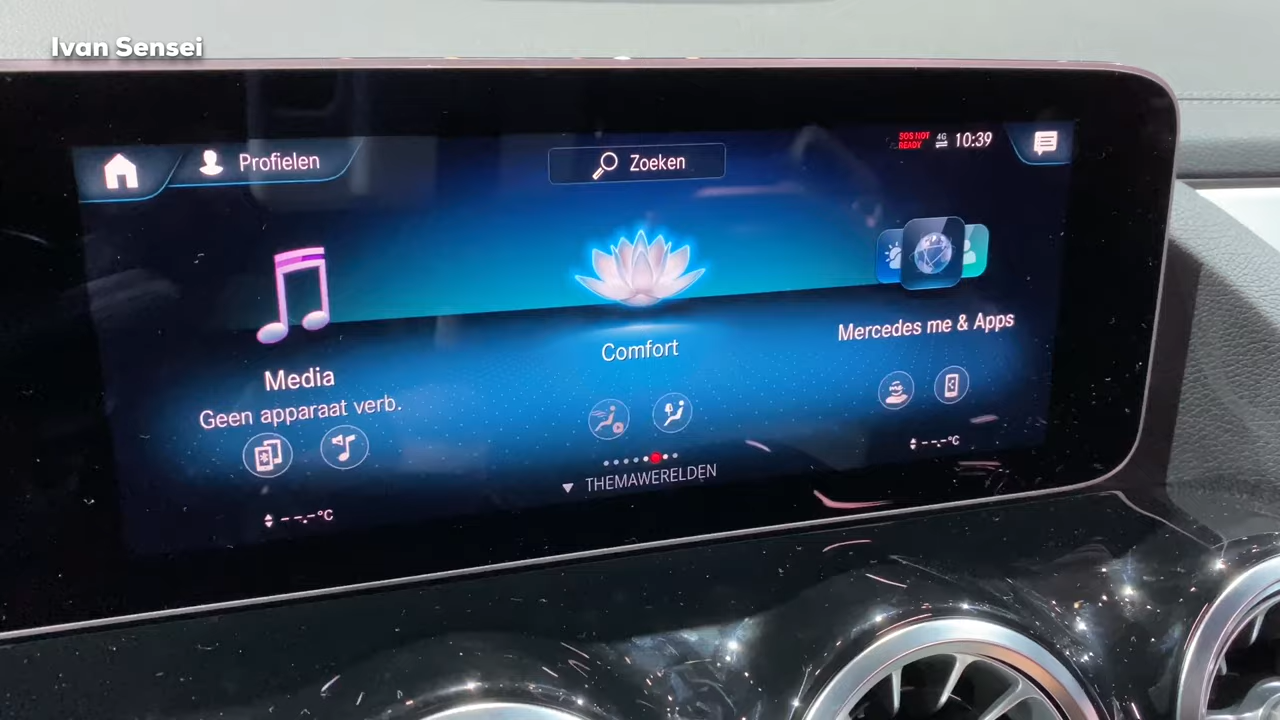 Ivan Sensei
Profielen
Zoeken
SOS NOT
READY
4G
10:39
Media
Geen apparaat verb.
Comfort
Mercedes me & Apps
THEMAWERELDEN
--.-°C
--.-°C